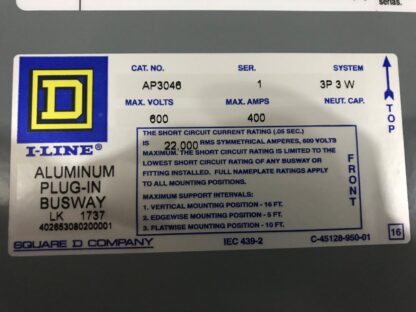 series.
CAT. NO. SER. SYSTEM
AP3046 1 3P 3 W
MAX. VOLTS MAX. AMPS NEUT. CAP.
600 400
D
I-LINE®
ALUMINUM
PLUG-IN
BUSWAY
LK 1737
402653080200001
THE SHORT CIRCUIT CURRENT RATING (.05 SEC.)
IS 22,000 RMS SYMMETRICAL AMPERES, 600 VOLTS
MAXIMUM. THE SHORT CIRCUIT RATING IS LIMITED TO THE
LOWEST SHORT CIRCUIT RATING OF ANY BUSWAY OR
FITTING INSTALLED. FULL NAMEPLATE RATINGS APPLY
TO ALL MOUNTING POSITIONS.
MAXIMUM SUPPORT INTERVALS:
1. VERTICAL MOUNTING POSITION - 16 FT.
2. EDGEWISE MOUNTING POSITION - 5 FT.
3. FLATWISE MOUNTING POSITION - 10 FT.
FRONT
TOP
SQUARE D COMPANY IEC 439-2 C-45128-950-01 16